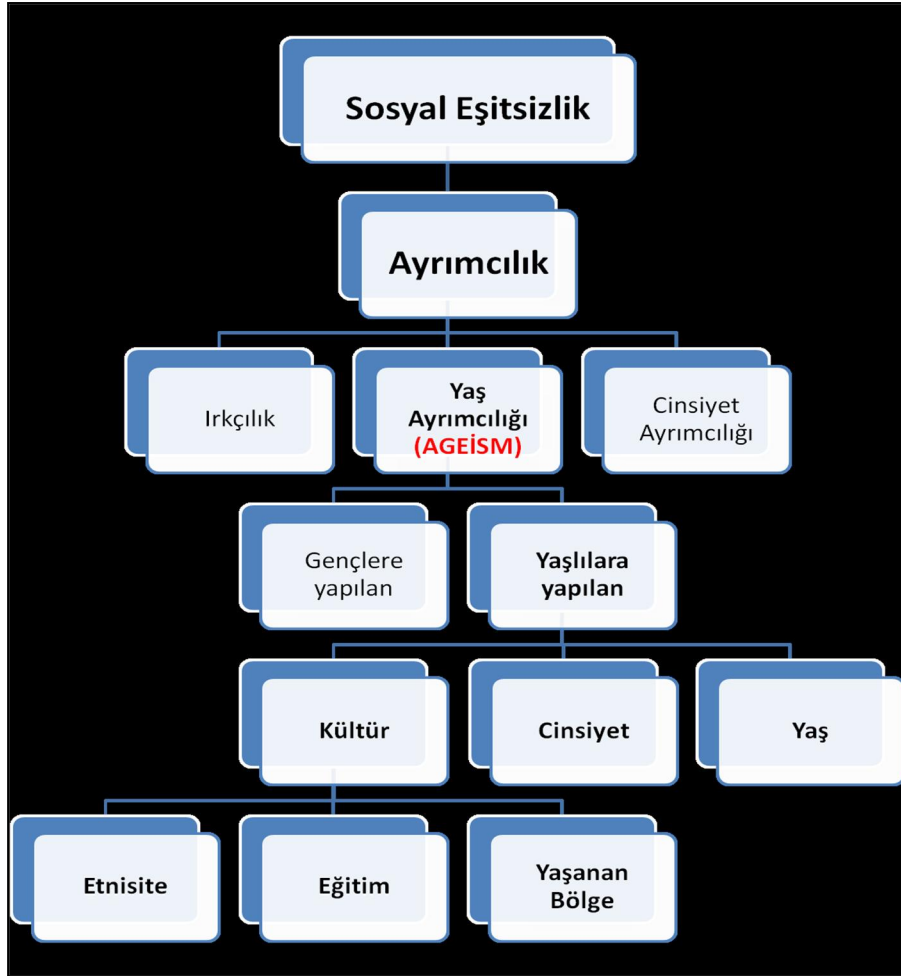 Sosyal Eşitsizlik
Ayrımcılık
Irkçılık
Yaş
Ayrımcılığı
(AGEİSM)
Cinsiyet
Ayrımcılığı
Gençlere
yapılan
Yaşlılara
yapılan
Kültür
Cinsiyet
Yaş
Etnisite
Eğitim
Yaşanan
Bölge